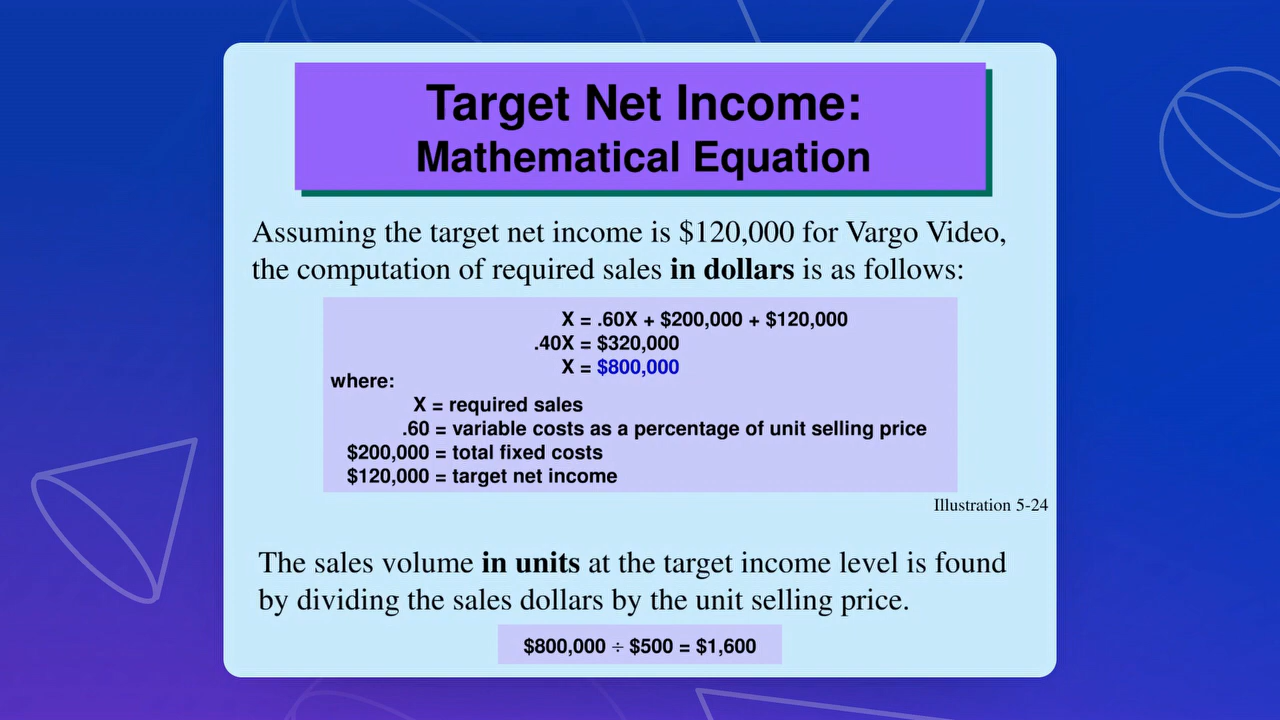 Target Net Income:
Mathematical Equation
Assuming the target net income is $120,000 for Vargo Video,
the computation of required sales in dollars is as follows:
X = .60X + $200,000 + $120,000
.40X = $320,000
X = $800,000
where:
X = required sales
.60 = variable costs as a percentage of unit selling price
$200,000 = total fixed costs
$120,000 = target net income
Illustration 5-24
The sales volume in units at the target income level is found
by dividing the sales dollars by the unit selling price.
$800,000 ÷ $500 = $1,600